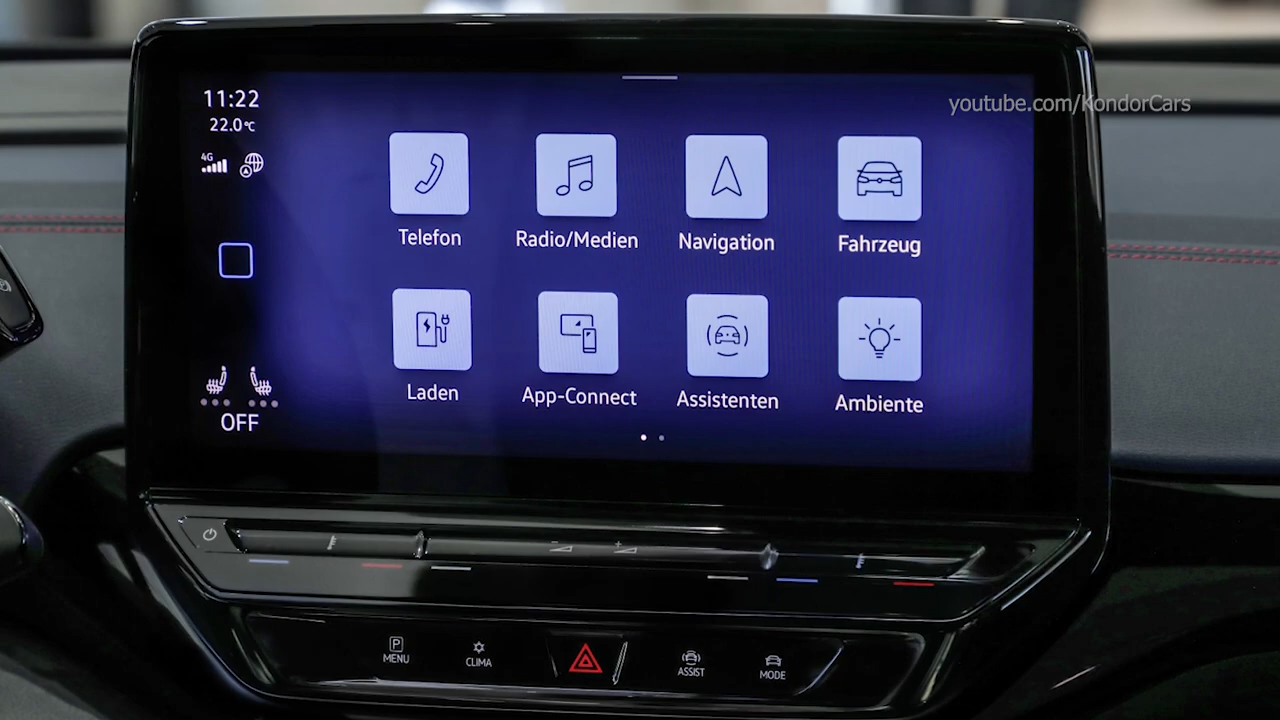 11:22
22.0°C
4G
youtube.com/KondorCars
Telefon
Radio/Medien
Navigation
Fahrzeug
Laden
App-Connect
Assistenten
Ambiente
OFF
P
MENU
CLIMA
ASSIST
MODE